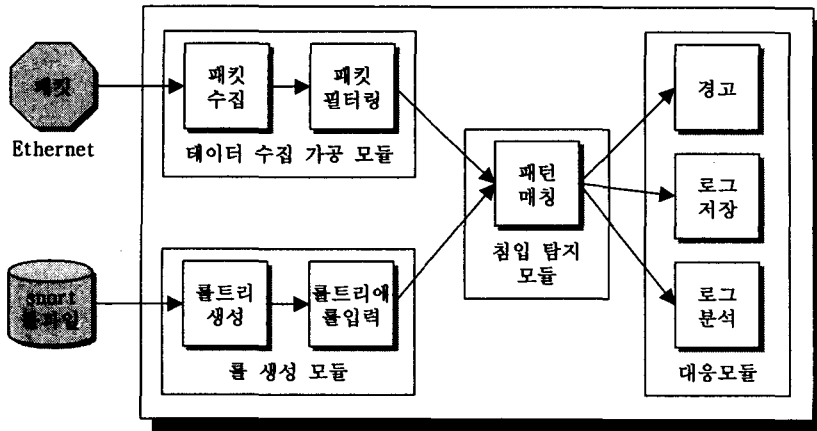 패킷
Ethernet
패킷
수집
패킷
필터링
데이터 수집 가공 모듈
snort
룰파일
룰트리
생성
룰트리에
룰입력
룰 생성 모듈
패턴
매칭
침입 탐지
모듈
경고
로그
저장
로그
분석
대응모듈